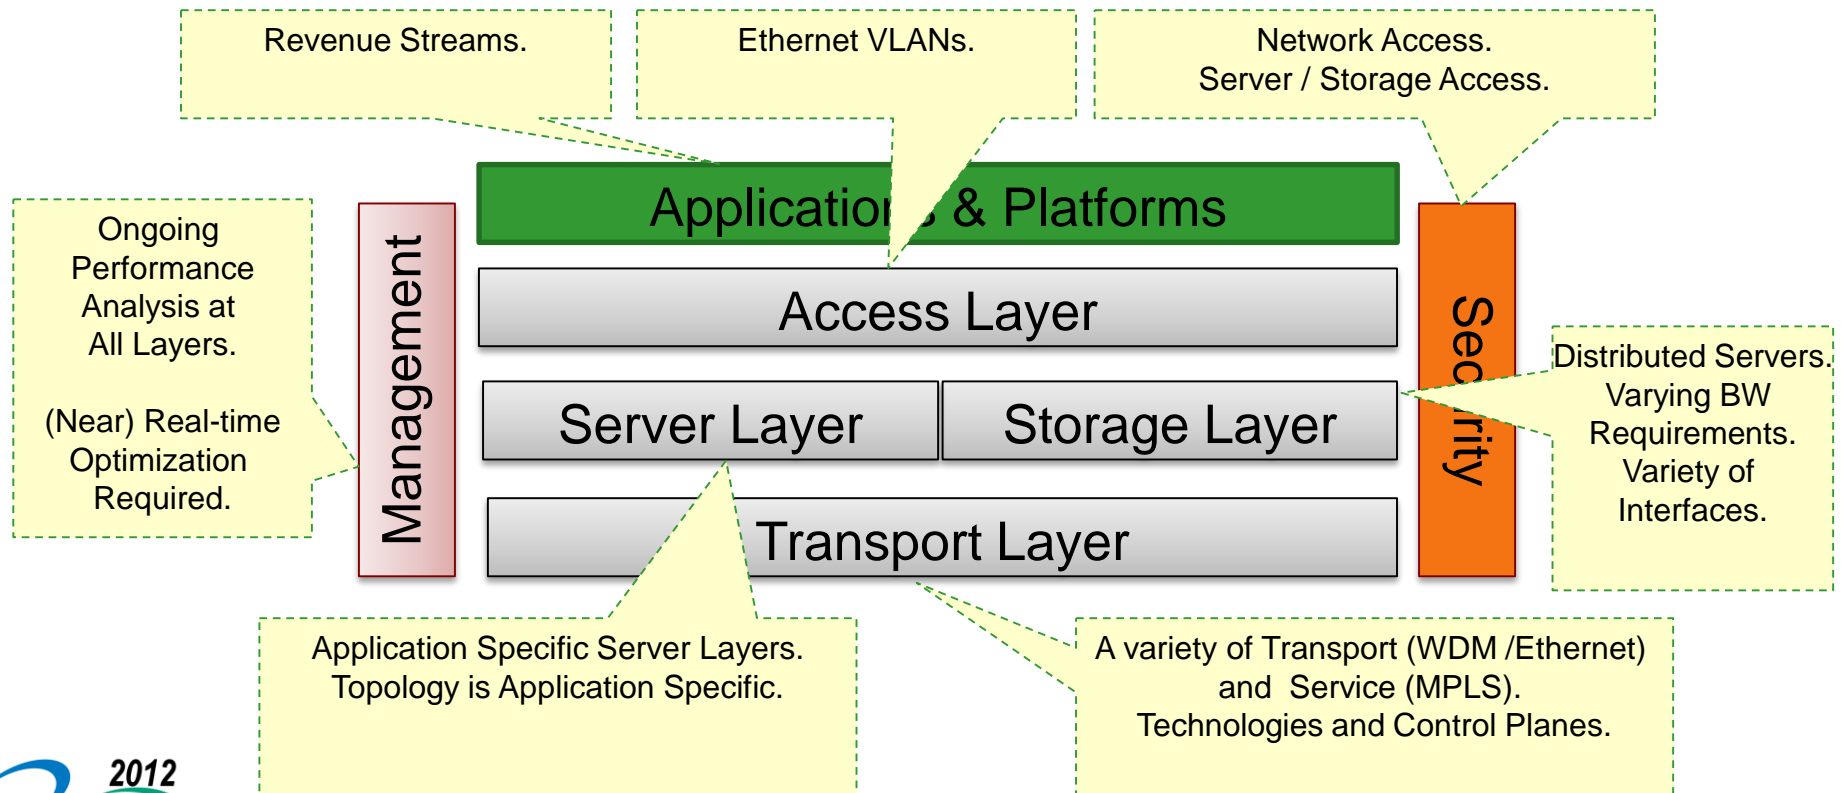 Revenue Streams.
Ethernet VLANs.
Network Access.
Server / Storage Access.
Applications & Platforms
Ongoing
Performance
Analysis at
All Layers.
(Near) Real-time
Optimization
Required.
Management
Access Layer
Security
Server Layer
Storage Layer
Distributed Servers.
Varying BW
Requirements.
Variety of
Interfaces.
Transport Layer
Application Specific Server Layers.
Topology is Application Specific.
A variety of Transport (WDM /Ethernet)
and Service (MPLS).
Technologies and Control Planes.
2012